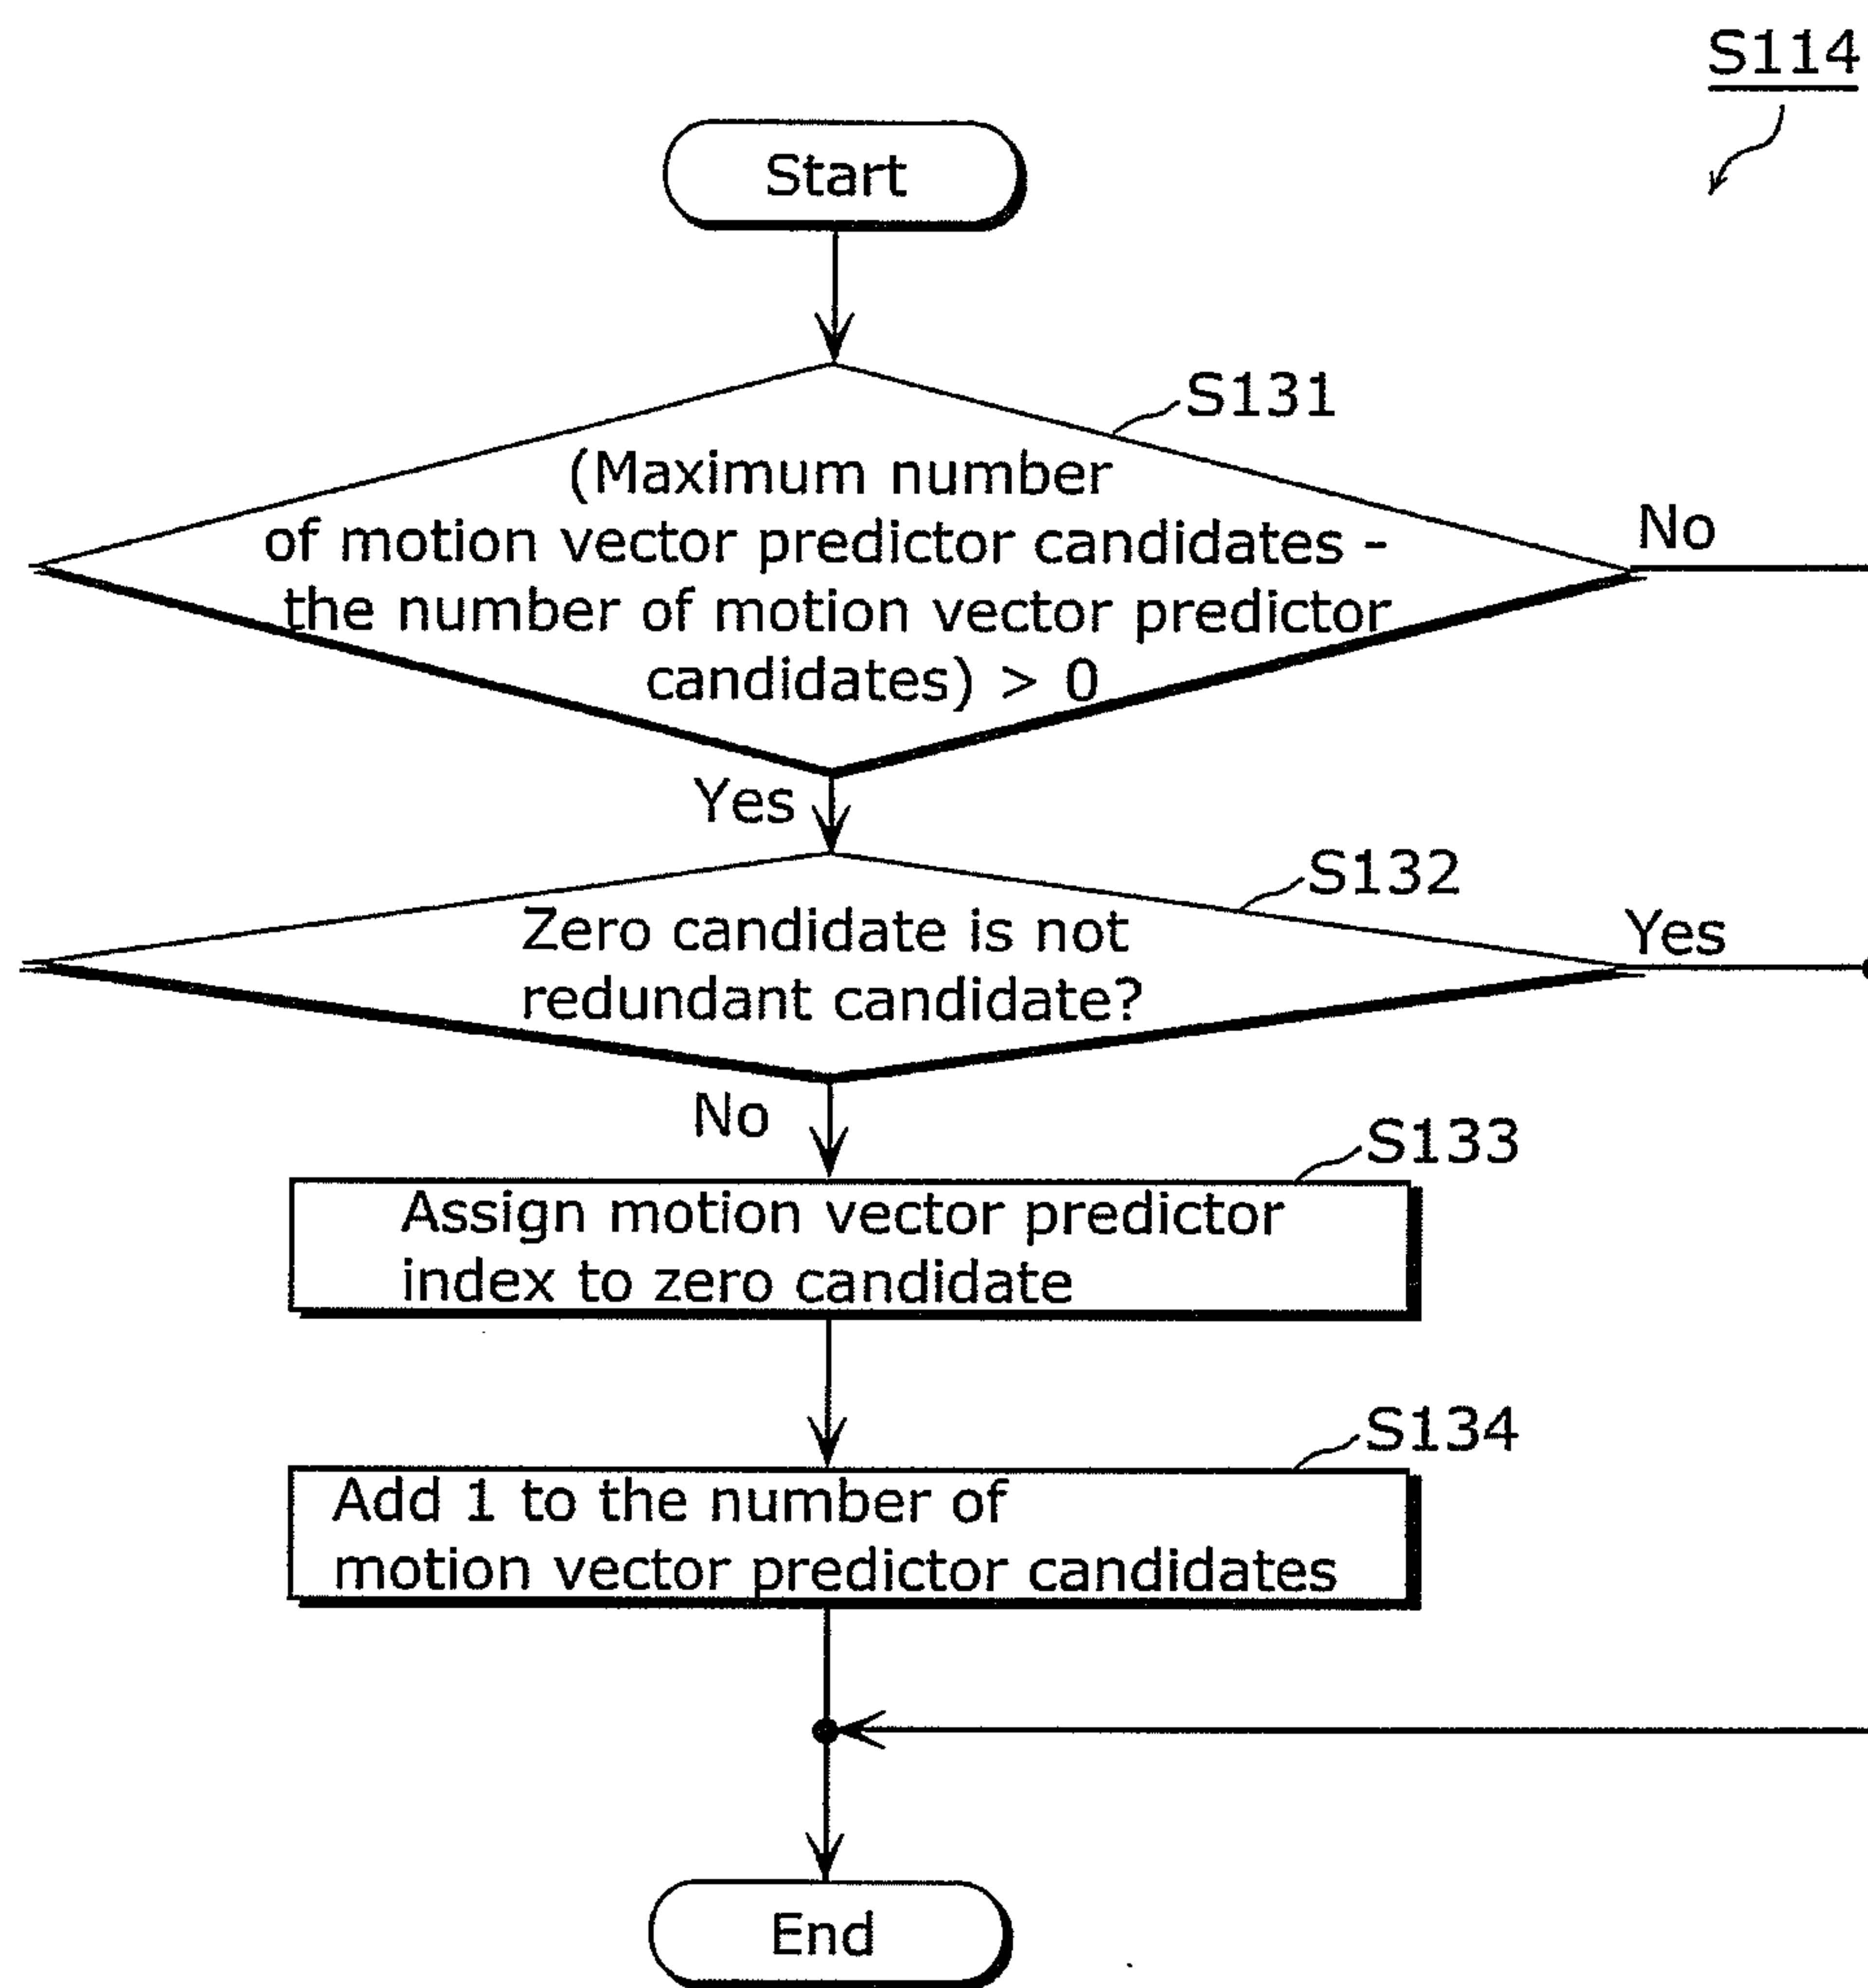 S114
Start
S131
(Maximum number
of motion vector predictor candidates -
the number of motion vector predictor
candidates) > 0
No
Yes
S132
Zero candidate is not
redundant candidate?
Yes
No
S133
Assign motion vector predictor
index to zero candidate
S134
Add 1 to the number of
motion vector predictor candidates
End